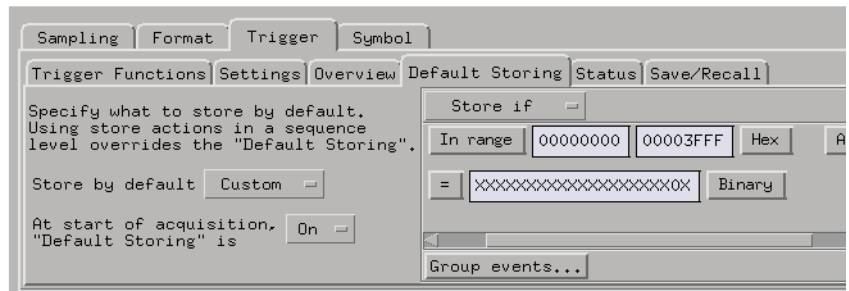 Sampling Format Trigger Symbol
Trigger Functions Settings Overview Default Storing Status Save/Recall
Specify what to store by default.
Using store actions in a sequence
level overrides the "Default Storing".
Store by default Custom
At start of acquisition,
"Default Storing" is On
Store if
In range 00000000 00003FFF Hex A
= XXXXXXXXXXXXXXXXXXXX0X Binary
Group events...